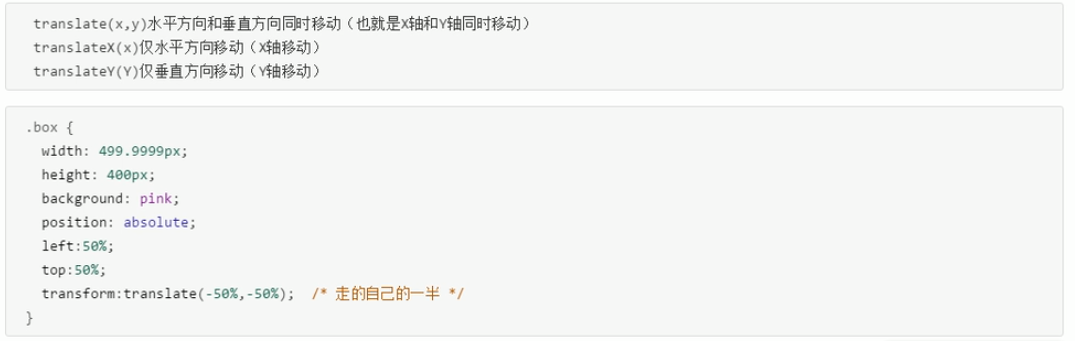 translate(x,y)水平方向和垂直方向同时移动（也就是X轴和Y轴同时移动）
translateX(x)仅水平方向移动（X轴移动）
translateY(Y)仅垂直方向移动（Y轴移动）
.box {
width: 499.9999px;
height: 400px;
background: pink;
position: absolute;
left:50%;
top:50%;
transform:translate(-50%,-50%);  /* 走的自己的一半 */
}